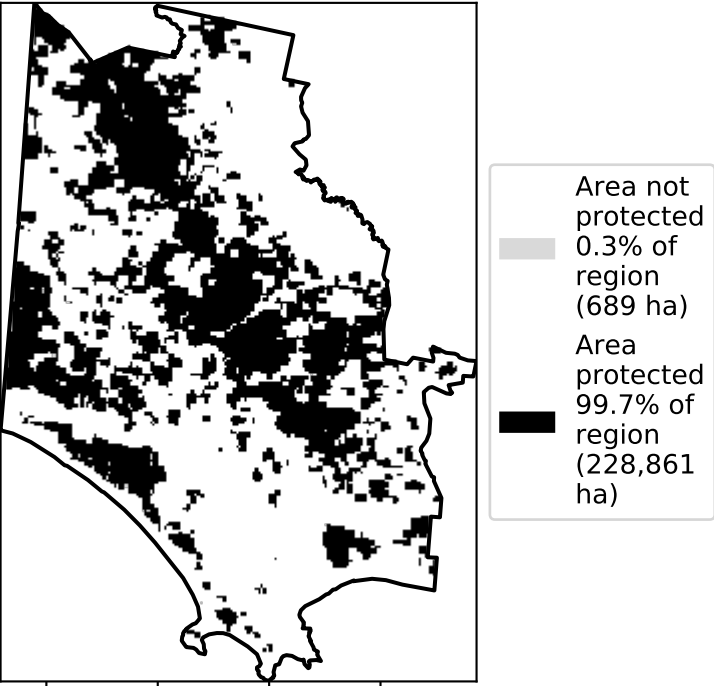 Area not
protected
0.3% of
region
(689 ha)
Area
protected
99.7% of
region
(228,861
ha)